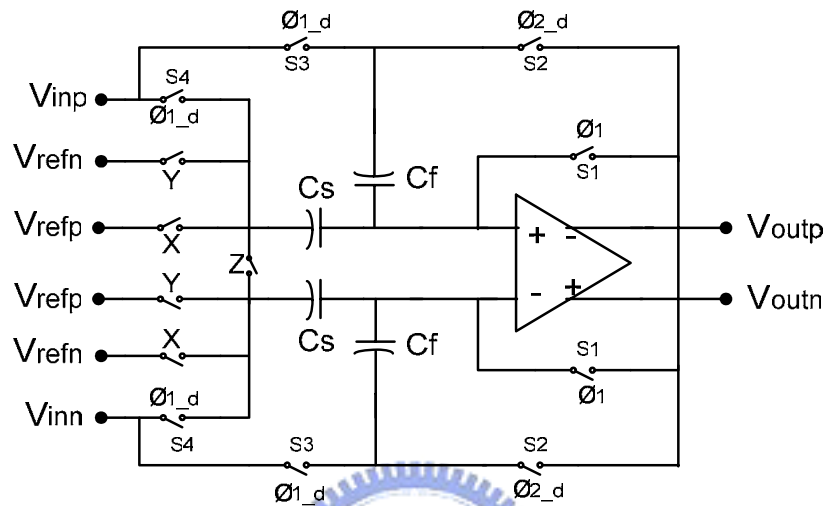 Ø1_d
S3
Ø2_d
S2
Vinp
S4
Ø1_d
Vrefn
Y
Ø1
S1
Cs
Cf
Vrefp
X
+
-
Voutp
Z
Vrefp
Y
-
+
Voutn
Cs
Cf
Vrefn
X
S1
Ø1
Vinn
Ø1_d
S4
S3
Ø1_d
S2
Ø2_d